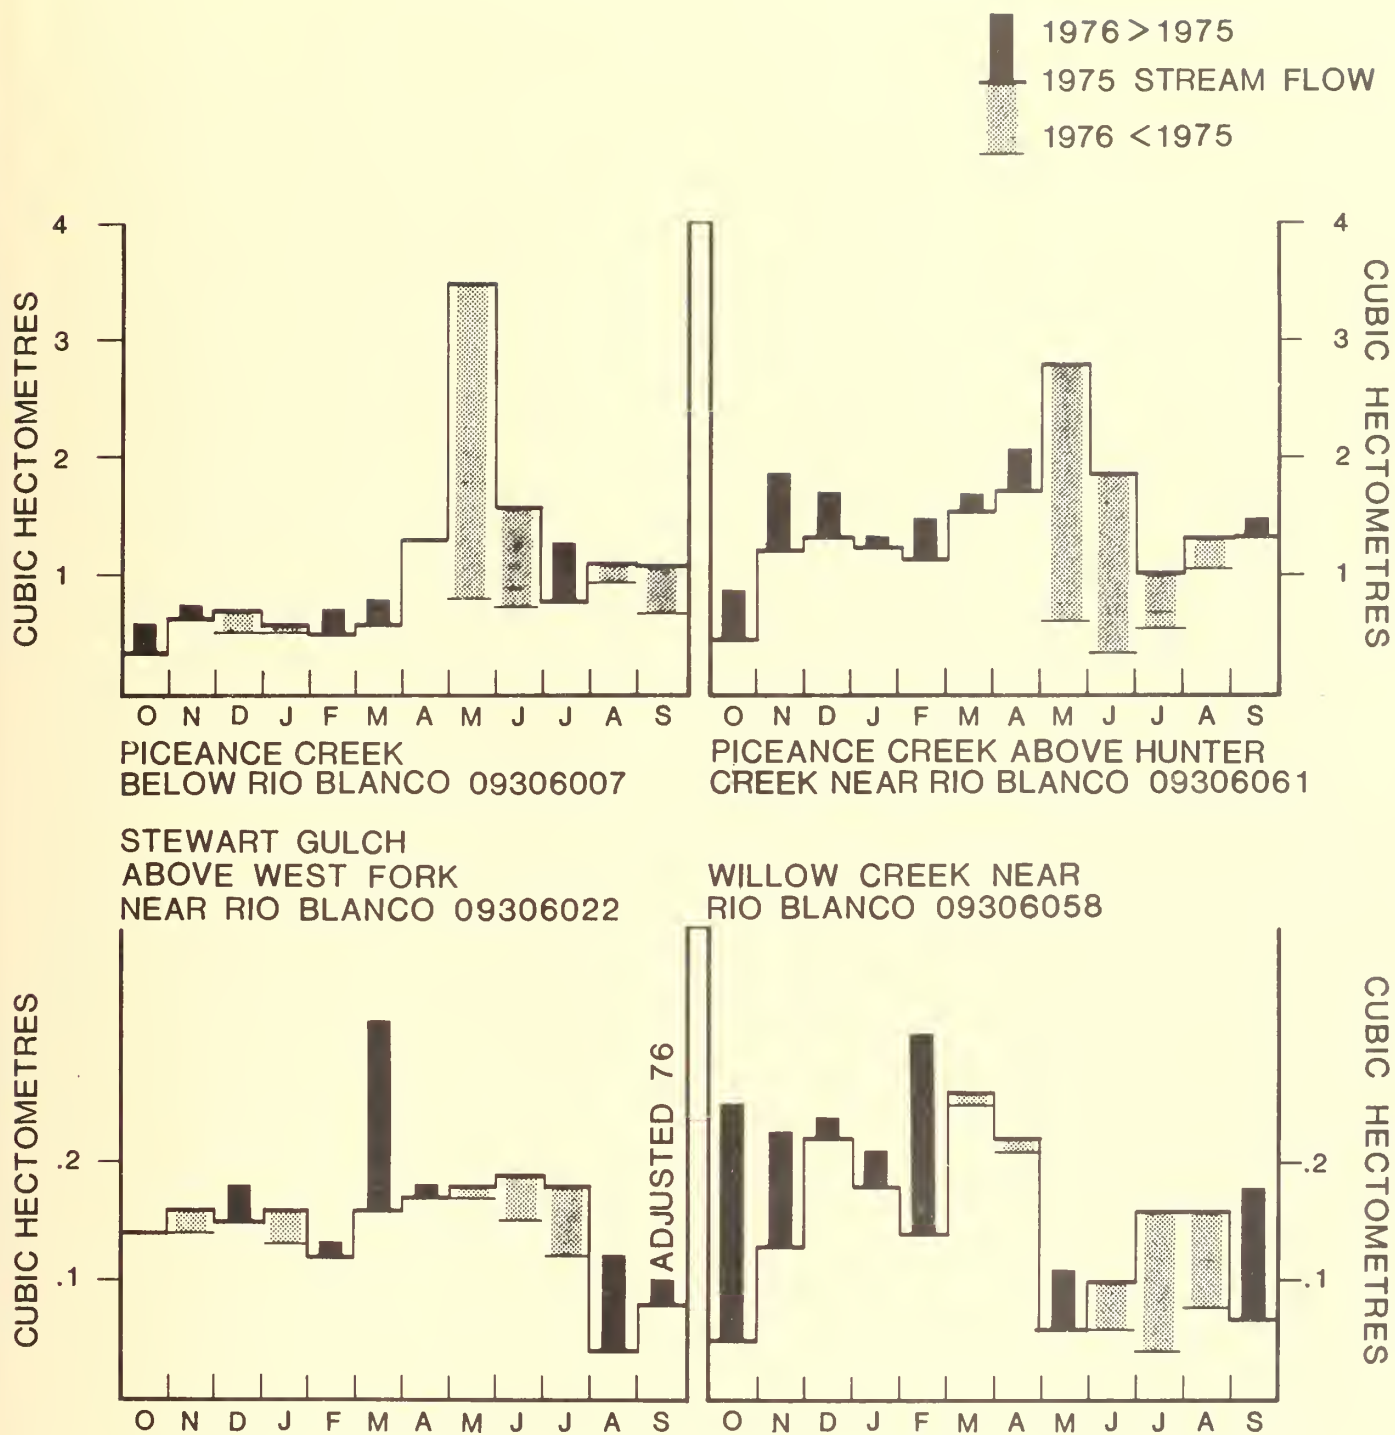 1976 > 1975
1975 STREAM FLOW
1976 < 1975
CUBIC HECTOMETRES
4
3
2
1
O N D J F M A M J J A S
PICEANCE CREEK
BELOW RIO BLANCO 09306007
4
3
2
1
CUBIC HECTOMETRES
O N D J F M A M J J A S
PICEANCE CREEK ABOVE HUNTER
CREEK NEAR RIO BLANCO 09306061
STEWART GULCH
ABOVE WEST FORK
NEAR RIO BLANCO 09306022
CUBIC HECTOMETRES
.2
.1
ADJUSTED 76
O N D J F M A M J J A S
WILLOW CREEK NEAR
RIO BLANCO 09306058
.2
.1
CUBIC HECTOMETRES
O N D J F M A M J J A S